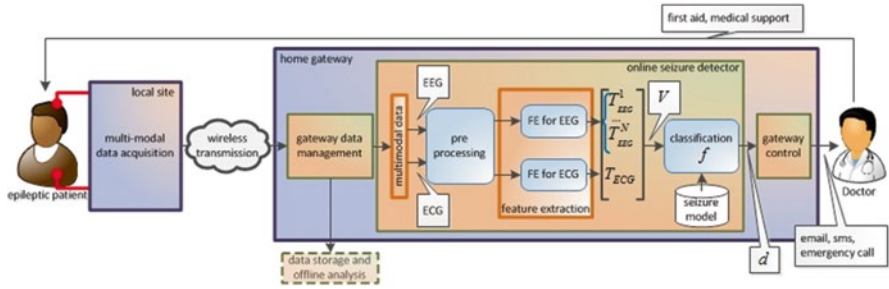 first aid, medical support
home gateway
online seizure detector
local site
multi-modal
data acquisition
wireless
transmission
gateway data
management
multimodal data
EEG
ECG
pre
processing
FE for EEG
FE for ECG
feature extraction
T¹EEG
...
T^N EEG
TECG
V
classification
f
seizure
model
gateway
control
epileptic patient
Doctor
data storage and
offline analysis
d
email, sms,
emergency call